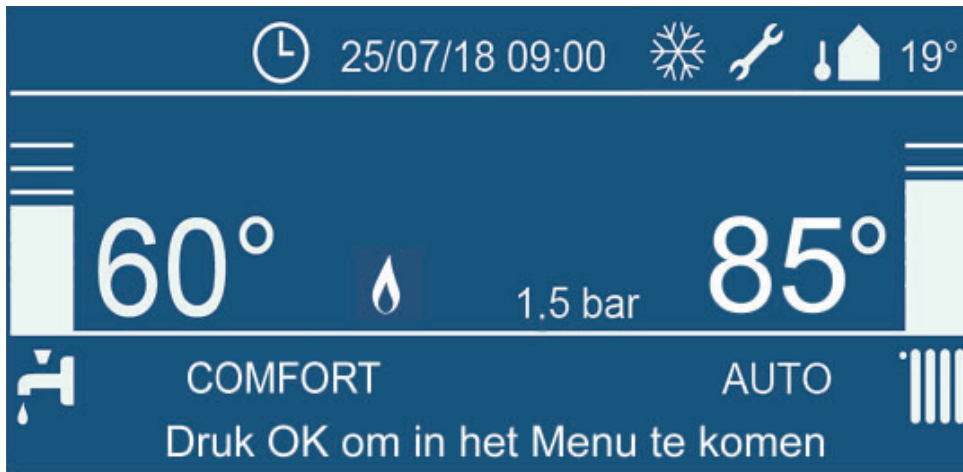 25/07/18 09:00 19°
60° 85°
1.5 bar
COMFORT AUTO
Druk OK om in het Menu te komen